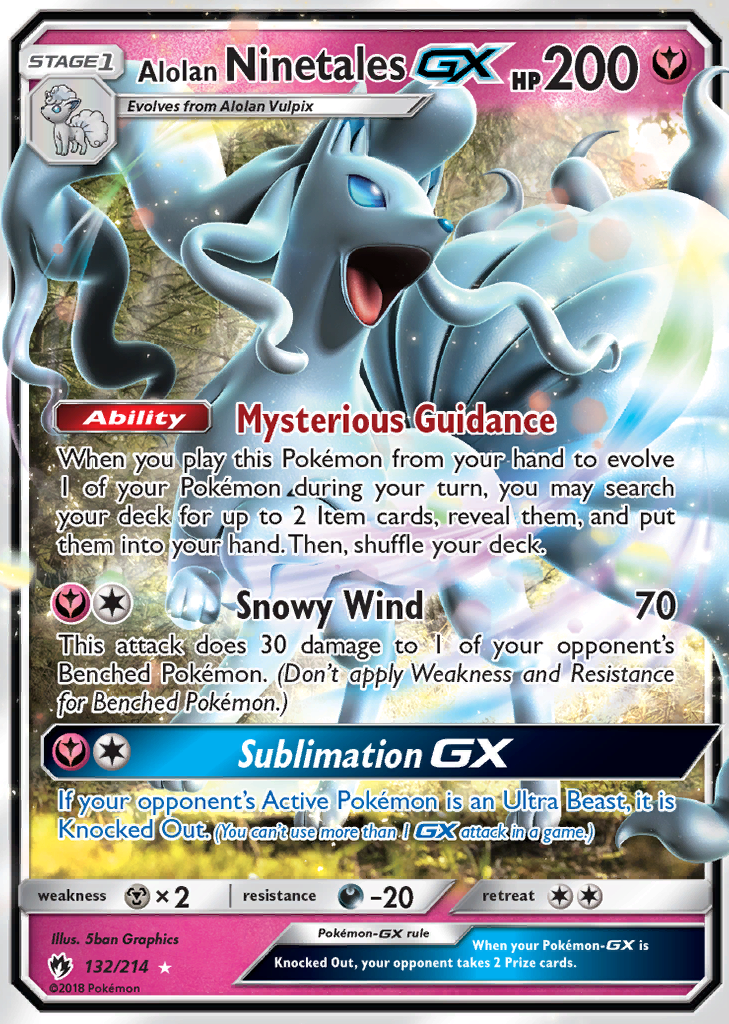 STAGE1
Alolan Ninetales GX HP200
Evolves from Alolan Vulpix
Ability Mysterious Guidance
When you play this Pokémon from your hand to evolve
1 of your Pokémon during your turn, you may search
your deck for up to 2 Item cards, reveal them, and put
them into your hand. Then, shuffle your deck.
Snowy Wind 70
This attack does 30 damage to 1 of your opponent's
Benched Pokémon. (Don't apply Weakness and Resistance
for Benched Pokémon.)
Sublimation GX
If your opponent's Active Pokémon is an Ultra Beast, it is
Knocked Out. (You can't use more than 1 GX attack in a game.)
weakness ×2 resistance -20 retreat
Illus. 5ban Graphics
132/214
©2018 Pokémon
Pokémon-GX rule
When your Pokémon-GX is
Knocked Out, your opponent takes 2 Prize cards.